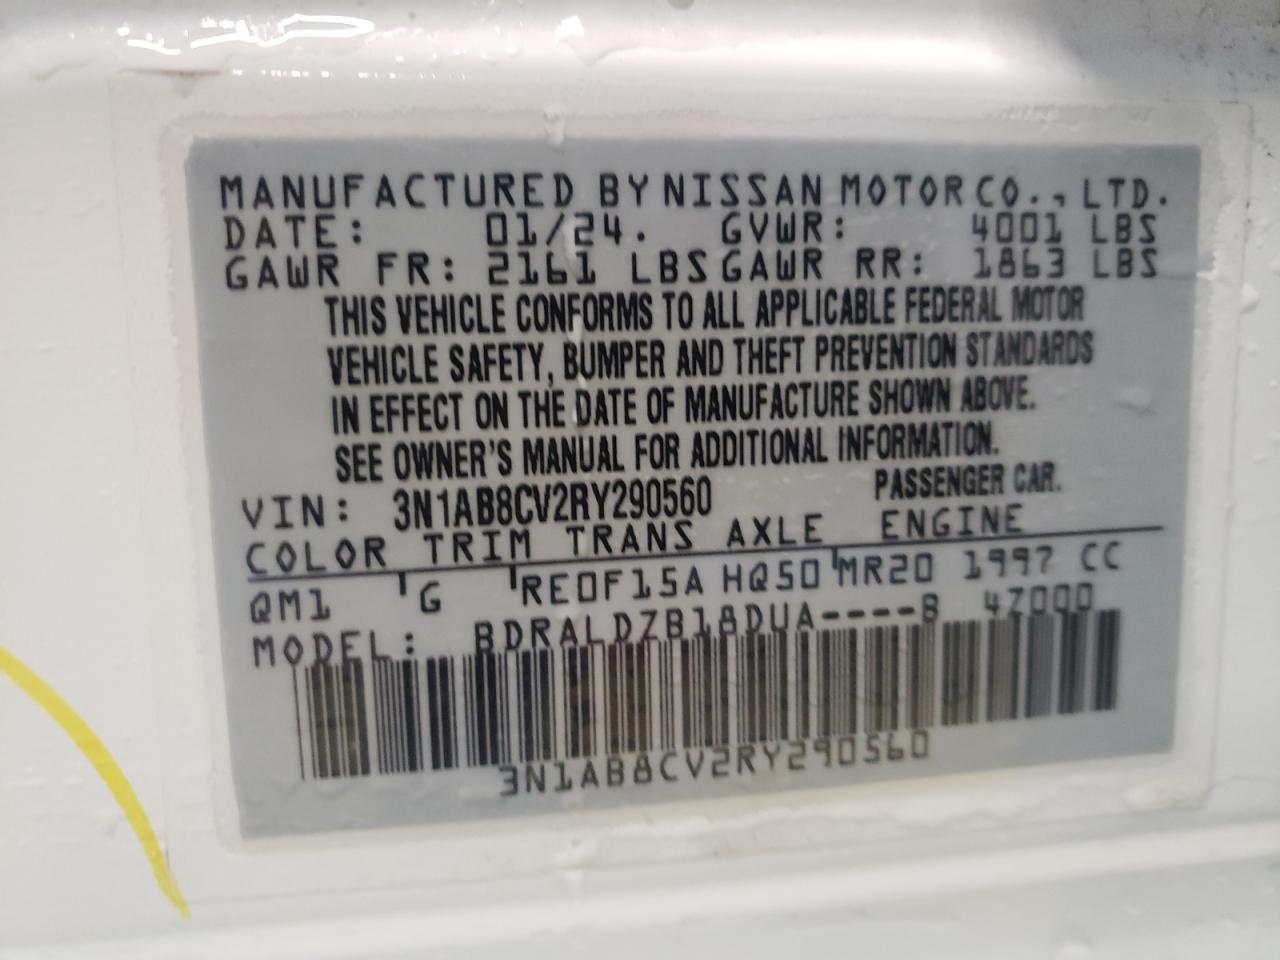 MANUFACTURED BY NISSAN MOTOR CO., LTD.
DATE: 01/24. GVWR: 4001 LBS
GAWR FR: 2161 LBS GAWR RR: 1863 LBS
THIS VEHICLE CONFORMS TO ALL APPLICABLE FEDERAL MOTOR
VEHICLE SAFETY, BUMPER AND THEFT PREVENTION STANDARDS
IN EFFECT ON THE DATE OF MANUFACTURE SHOWN ABOVE.
SEE OWNER'S MANUAL FOR ADDITIONAL INFORMATION.
VIN: 3N1AB8CV2RY290560 PASSENGER CAR.
COLOR TRIM TRANS AXLE ENGINE
QM1 G RE0F15A HQ50 MR20 1997 CC
MODEL: BDRALDZB18DUA----B 4Z000
3N1AB8CV2RY290560